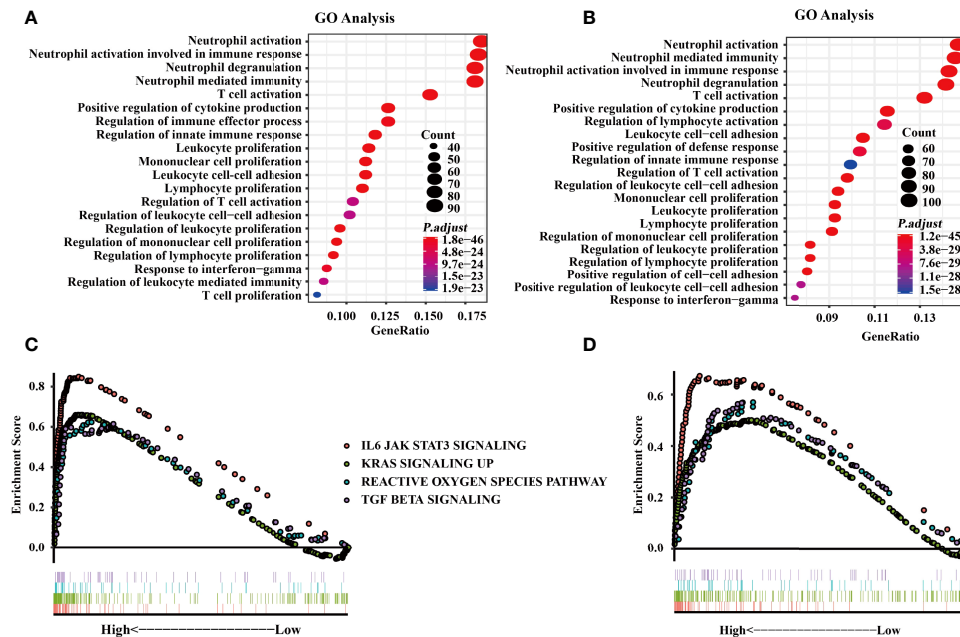 A
GO Analysis
Neutrophil activation
Neutrophil activation involved in immune response
Neutrophil degranulation
Neutrophil mediated immunity
T cell activation
Positive regulation of cytokine production
Regulation of immune effector process
Regulation of innate immune response
Leukocyte proliferation
Mononuclear cell proliferation
Leukocyte cell-cell adhesion
Lymphocyte proliferation
Regulation of T cell activation
Regulation of leukocyte cell-cell adhesion
Regulation of leukocyte proliferation
Regulation of mononuclear cell proliferation
Regulation of lymphocyte proliferation
Response to interferon-gamma
Regulation of leukocyte mediated immunity
T cell proliferation
Count
40
50
60
70
80
90
P.adjust
1.8e-46
4.8e-24
9.7e-24
1.5e-23
1.9e-23
0.100 0.125 0.150 0.175
GeneRatio
B
GO Analysis
Neutrophil activation
Neutrophil mediated immunity
Neutrophil activation involved in immune response
Neutrophil degranulation
T cell activation
Positive regulation of cytokine production
Regulation of lymphocyte activation
Leukocyte cell-cell adhesion
Positive regulation of defense response
Regulation of innate immune response
Regulation of T cell activation
Regulation of leukocyte cell-cell adhesion
Mononuclear cell proliferation
Leukocyte proliferation
Lymphocyte proliferation
Regulation of mononuclear cell proliferation
Regulation of leukocyte proliferation
Regulation of lymphocyte proliferation
Positive regulation of cell-cell adhesion
Positive regulation of leukocyte cell-cell adhesion
Response to interferon-gamma
Count
60
70
80
90
100
P.adjust
1.2e-45
3.8e-29
7.6e-29
1.1e-28
1.5e-28
0.09 0.11 0.13
GeneRatio
C
Enrichment Score
0.8
0.6
0.4
0.2
0.0
High<------------------Low
IL6 JAK STAT3 SIGNALING
KRAS SIGNALING UP
REACTIVE OXYGEN SPECIES PATHWAY
TGF BETA SIGNALING
D
Enrichment Score
0.6
0.4
0.2
0.0
High<------------------Low